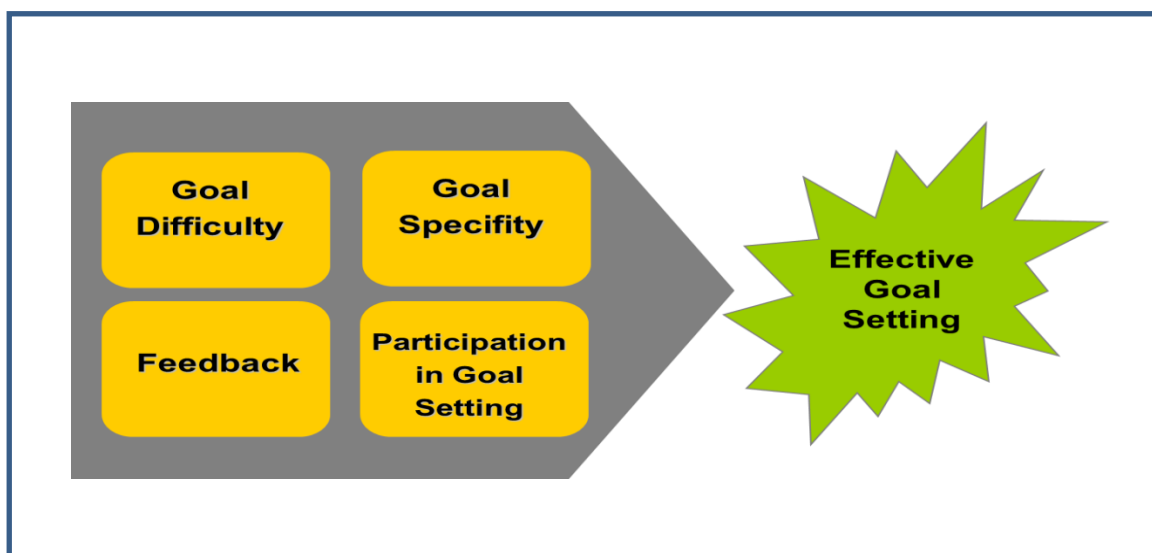 Goal
Difficulty
Goal
Specifity
Feedback
Participation
in Goal
Setting
Effective
Goal
Setting